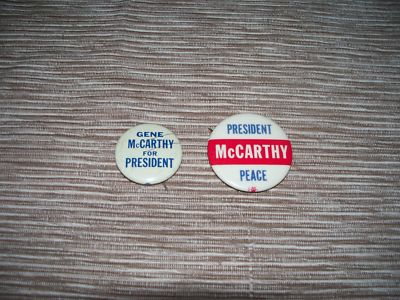 GENE
McCARTHY
FOR
PRESIDENT
PRESIDENT
McCARTHY
PEACE